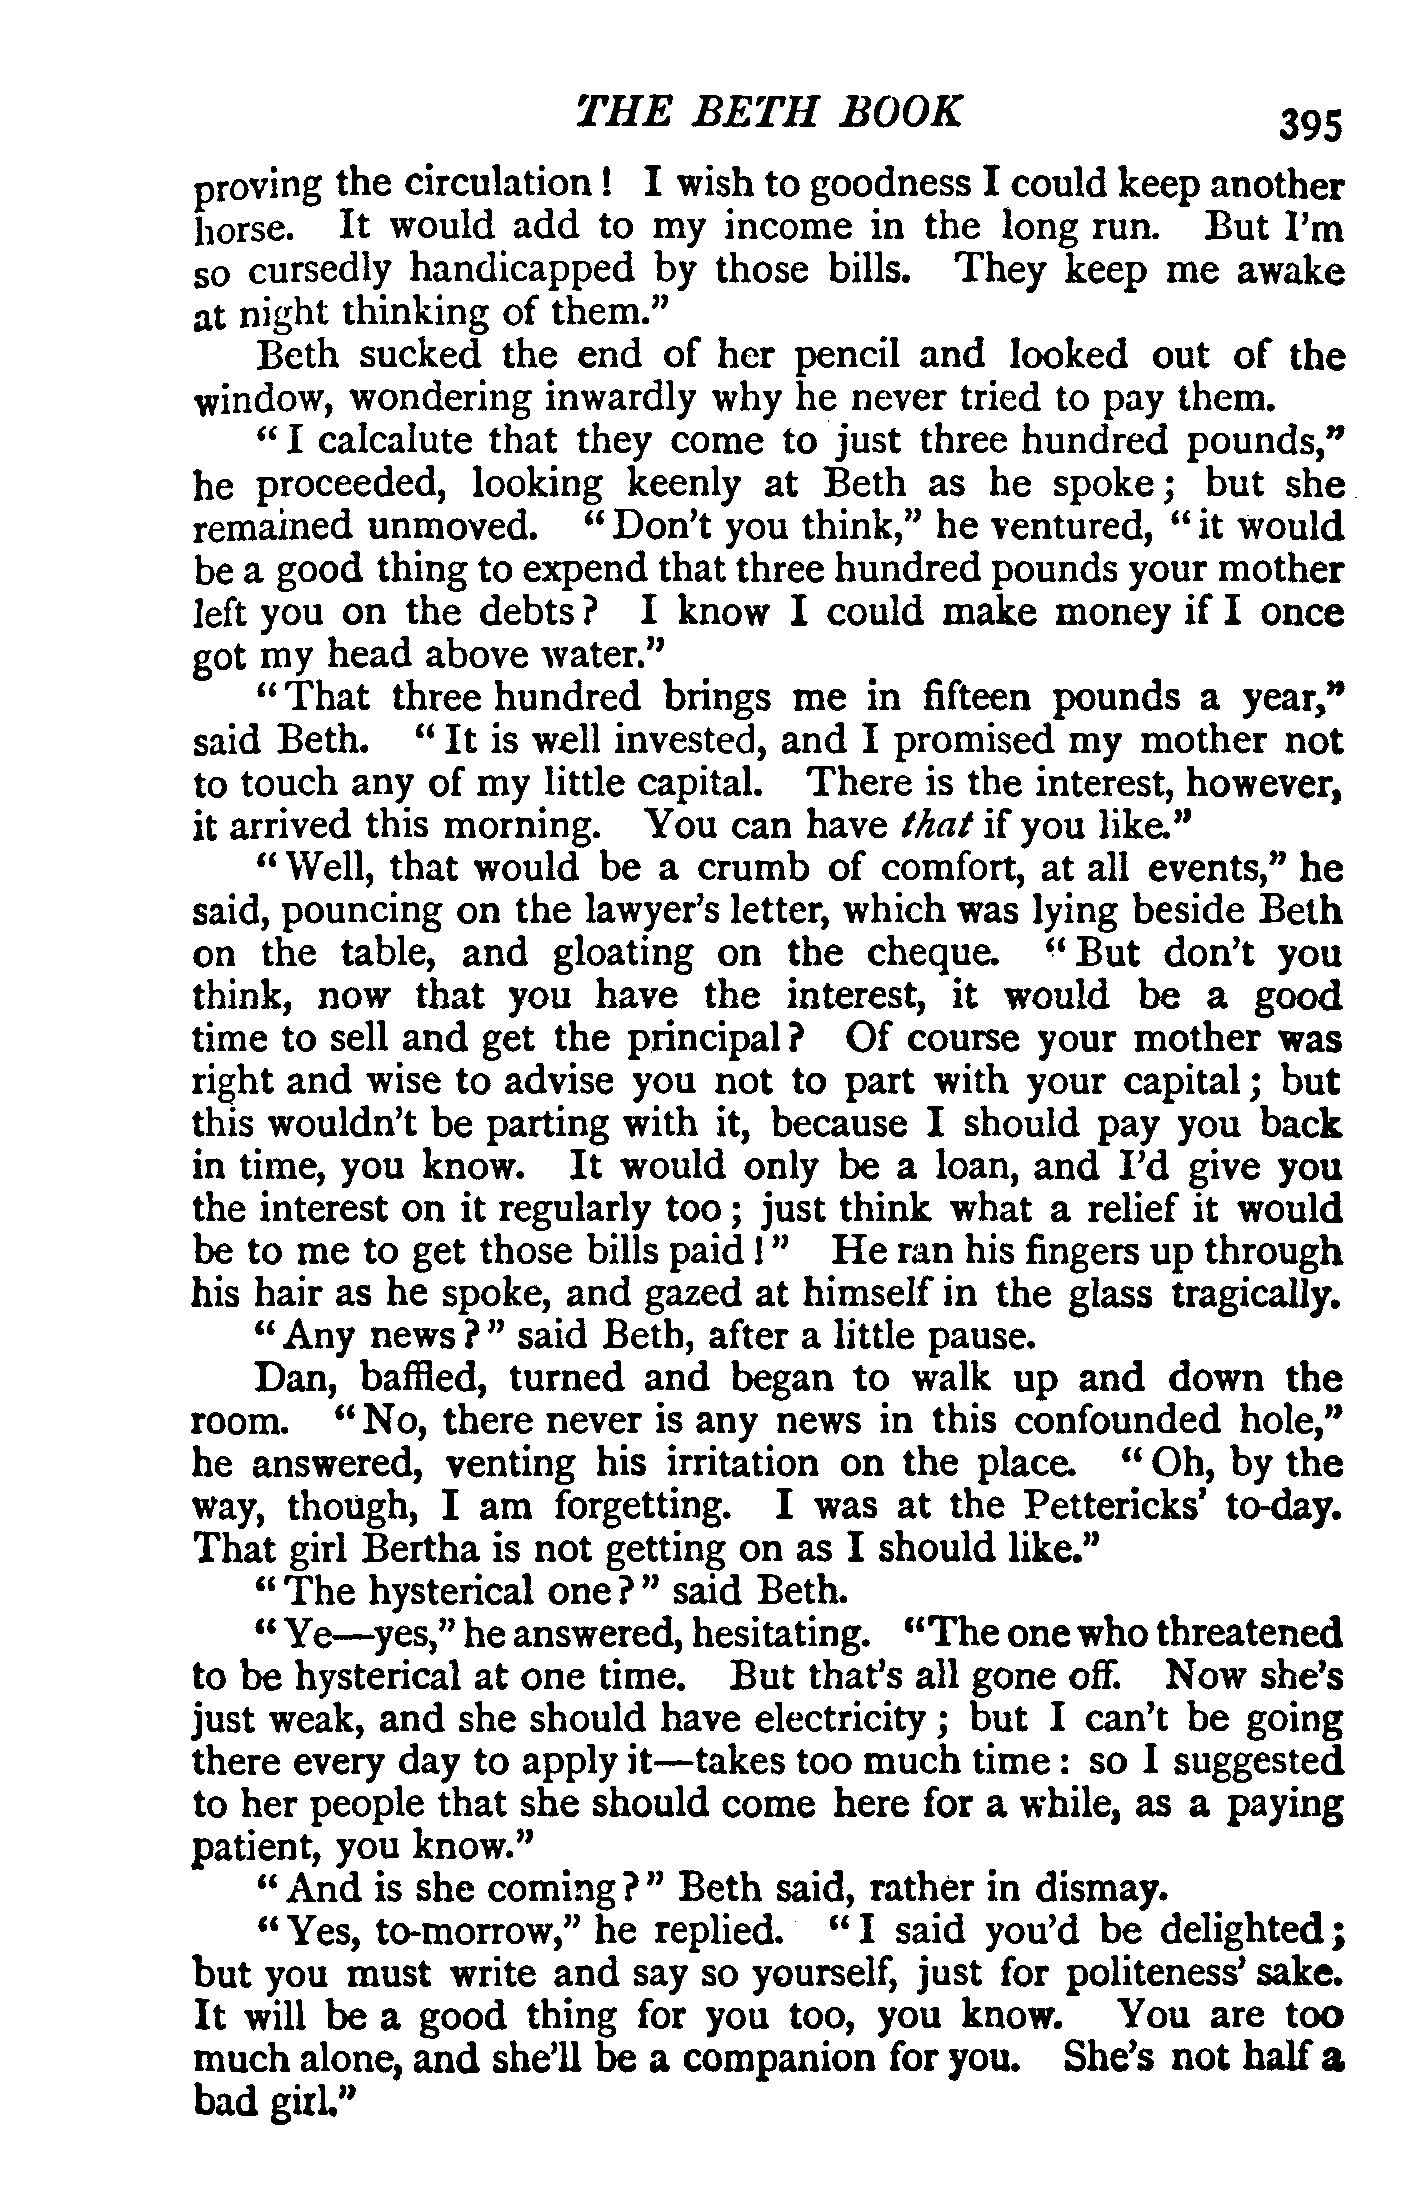 THE BETH BOOK 395
proving the circulation! I wish to goodness I could keep another
horse. It would add to my income in the long run. But I'm
so cursedly handicapped by those bills. They keep me awake
at night thinking of them.”
Beth sucked the end of her pencil and looked out of the
window, wondering inwardly why he never tried to pay them.
“I calcalute that they come to just three hundred pounds,”
he proceeded, looking keenly at Beth as he spoke; but she
remained unmoved. “Don't you think,” he ventured, “it would
be a good thing to expend that three hundred pounds your mother
left you on the debts? I know I could make money if I once
got my head above water.”
“That three hundred brings me in fifteen pounds a year,”
said Beth. “It is well invested, and I promised my mother not
to touch any of my little capital. There is the interest, however,
it arrived this morning. You can have that if you like.”
“Well, that would be a crumb of comfort, at all events,” he
said, pouncing on the lawyer's letter, which was lying beside Beth
on the table, and gloating on the cheque. “But don't you
think, now that you have the interest, it would be a good
time to sell and get the principal? Of course your mother was
right and wise to advise you not to part with your capital; but
this wouldn't be parting with it, because I should pay you back
in time, you know. It would only be a loan, and I'd give you
the interest on it regularly too; just think what a relief it would
be to me to get those bills paid!” He ran his fingers up through
his hair as he spoke, and gazed at himself in the glass tragically.
“Any news?” said Beth, after a little pause.
Dan, baffled, turned and began to walk up and down the
room. “No, there never is any news in this confounded hole,”
he answered, venting his irritation on the place. “Oh, by the
way, though, I am forgetting. I was at the Pettericks' to-day.
That girl Bertha is not getting on as I should like.”
“The hysterical one?” said Beth.
“Ye—yes,” he answered, hesitating. “The one who threatened
to be hysterical at one time. But that's all gone off. Now she's
just weak, and she should have electricity; but I can't be going
there every day to apply it—takes too much time: so I suggested
to her people that she should come here for a while, as a paying
patient, you know.”
“And is she coming?” Beth said, rather in dismay.
“Yes, to-morrow,” he replied. “I said you'd be delighted;
but you must write and say so yourself, just for politeness' sake.
It will be a good thing for you too, you know. You are too
much alone, and she'll be a companion for you. She's not half a
bad girl.”